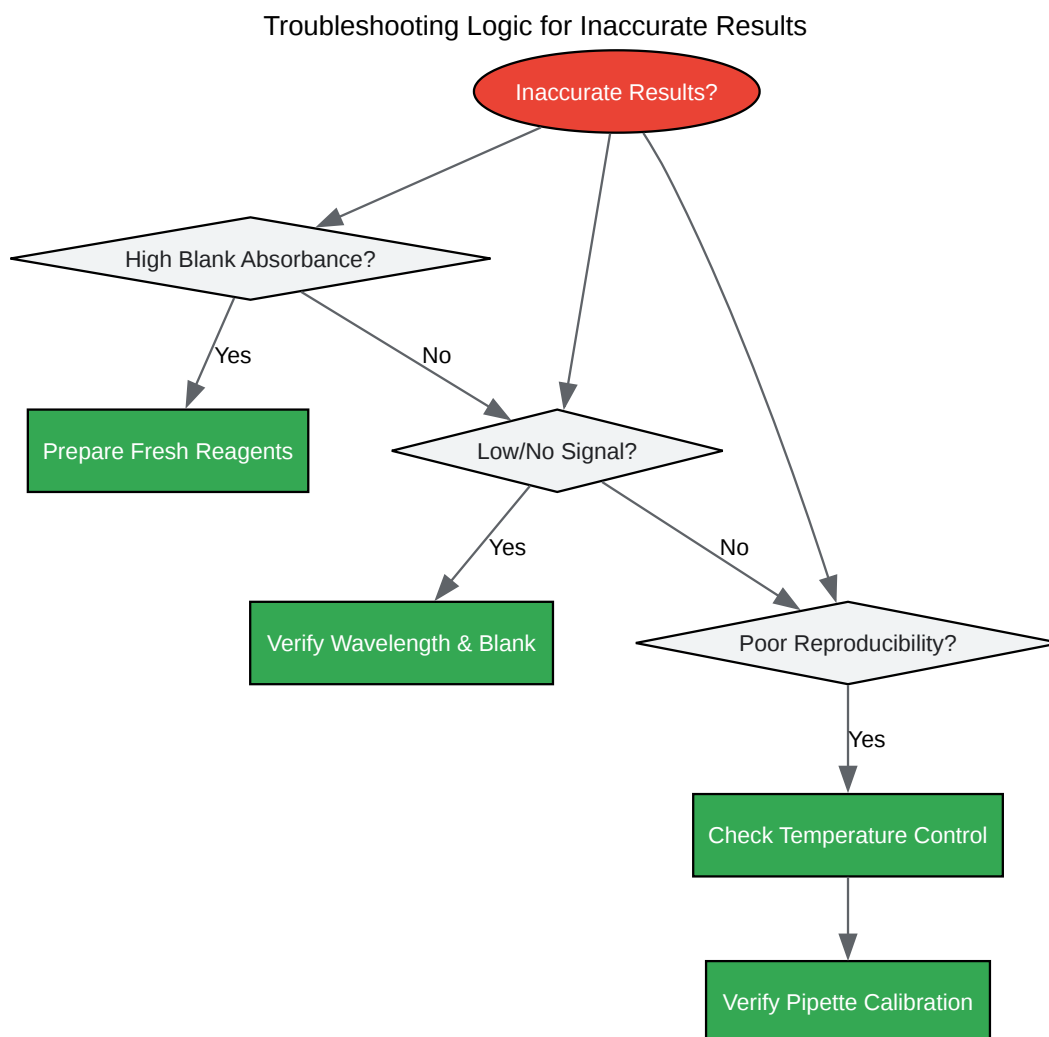 Troubleshooting Logic for Inaccurate Results
Inaccurate Results?
High Blank Absorbance?
Yes
No
Prepare Fresh Reagents
Low/No Signal?
Yes
No
Verify Wavelength & Blank
Poor Reproducibility?
Yes
Check Temperature Control
Verify Pipette Calibration